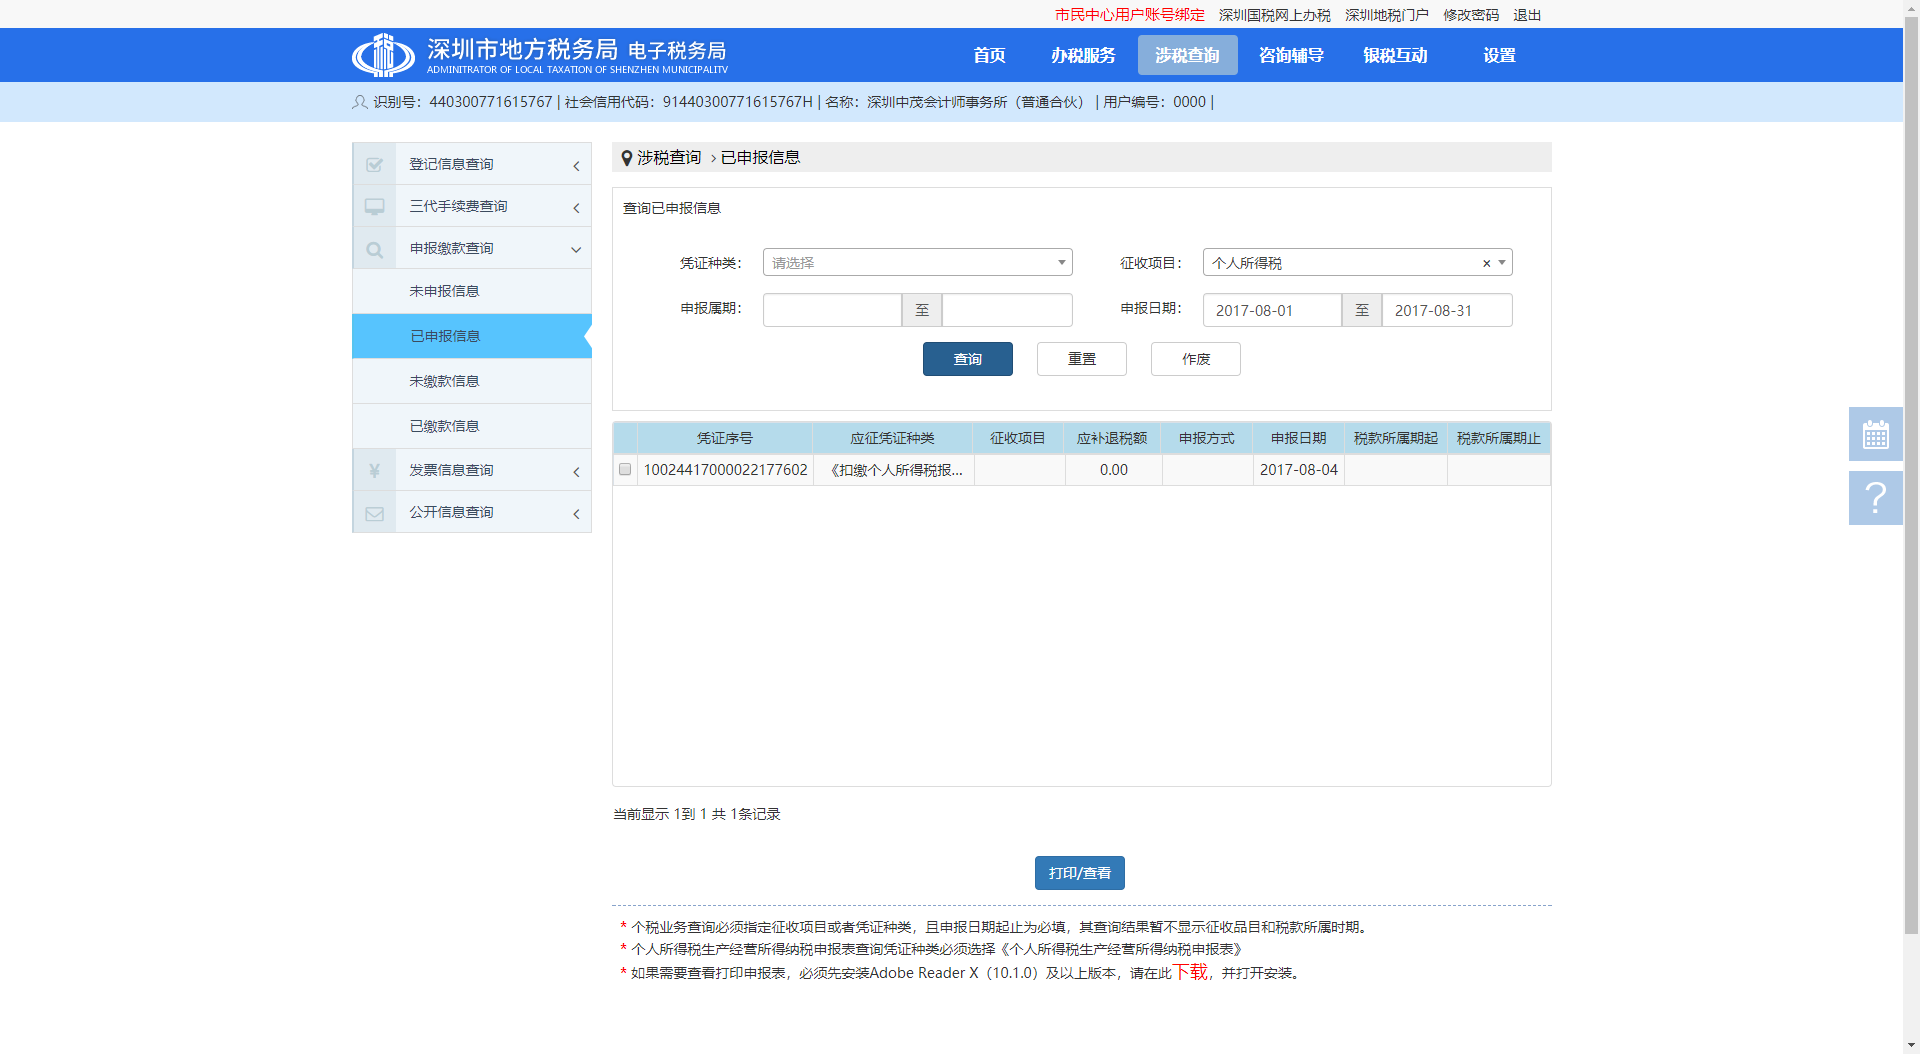 市民中心用户账号绑定 深圳国税网上办税 深圳地税门户 修改密码 退出
深圳市地方税务局 电子税务局
ADMINITRATOR OF LOCAL TAXATION OF SHENZHEN MUNICIPALITV
首页 办税服务 涉税查询 咨询辅导 银税互动 设置
识别号：440300771615767 | 社会信用代码：91440300771615767H | 名称：深圳中茂会计师事务所（普通合伙） | 用户编号：0000 |
登记信息查询
三代手续费查询
申报缴款查询
未申报信息
已申报信息
未缴款信息
已缴款信息
发票信息查询
公开信息查询
涉税查询 > 已申报信息
查询已申报信息
凭证种类： 请选择 征收项目： 个人所得税 ×
申报属期： 至 申报日期： 2017-08-01 至 2017-08-31
查询 重置 作废
凭证序号 应征凭证种类 征收项目 应补退税额 申报方式 申报日期 税款所属期起 税款所属期止
10024417000022177602 《扣缴个人所得税报... 0.00 2017-08-04
当前显示 1到 1 共 1条记录
打印/查看
* 个税业务查询必须指定征收项目或者凭证种类，且申报日期起止为必填，其查询结果暂不显示征收品目和税款所属时期。
* 个人所得税生产经营所得纳税申报表查询凭证种类必须选择《个人所得税生产经营所得纳税申报表》
* 如果需要查看打印申报表，必须先安装Adobe Reader X（10.1.0）及以上版本，请在此下载，并打开安装。